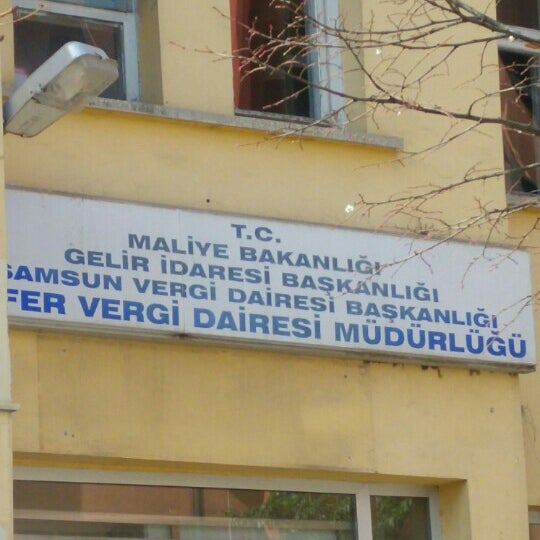 T.C.
MALİYE BAKANLIĞI
GELİR İDARESİ BAŞKANLIĞI
SAMSUN VERGİ DAİRESİ BAŞKANLIĞI
FER VERGİ DAİRESİ MÜDÜRLÜĞÜ